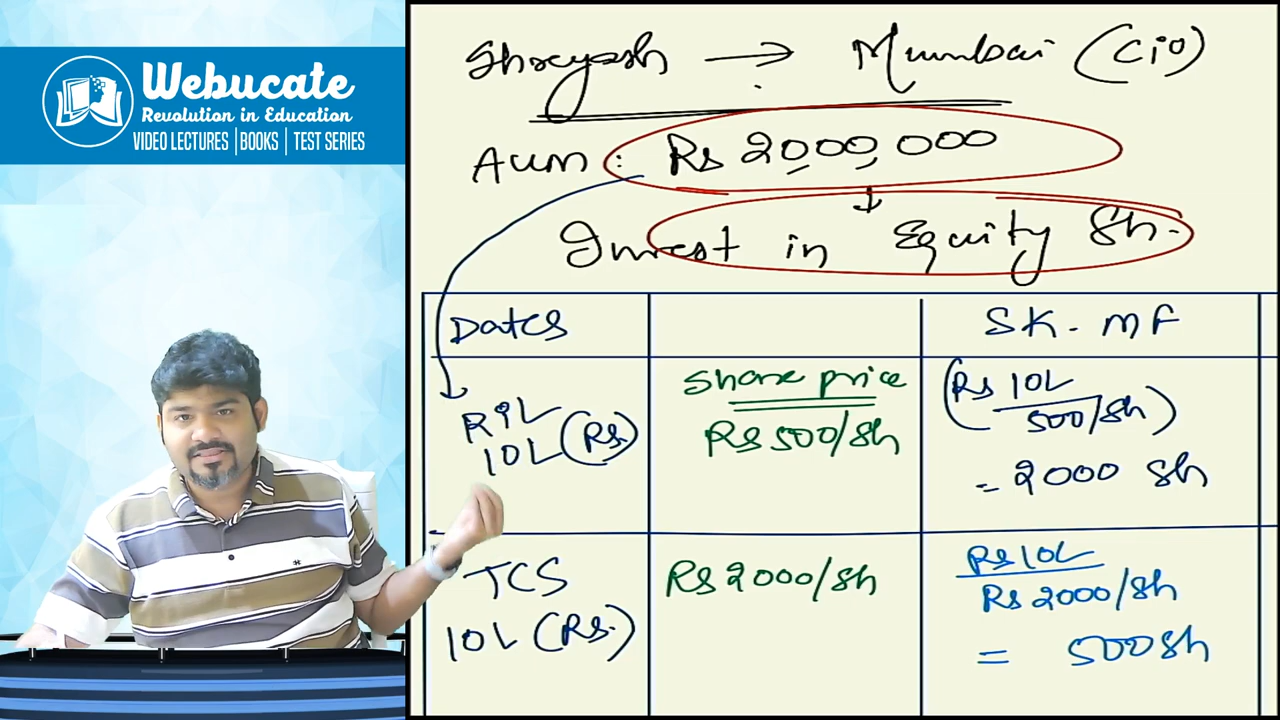 Webucate
Revolution in Education
VIDEO LECTURES | BOOKS | TEST SERIES
Shreyash → Mumbai (CIO)
AUM : Rs 2000,000
Invest in Equity Sh.
Dates
SK. MF
RIL
10L (Rs.)
Share price
Rs 500/Sh
(Rs 10L
500/Sh)
= 2000 Sh
TCS
10L (Rs.)
Rs 2000/Sh
Rs 10L
Rs 2000/Sh
= 500 Sh